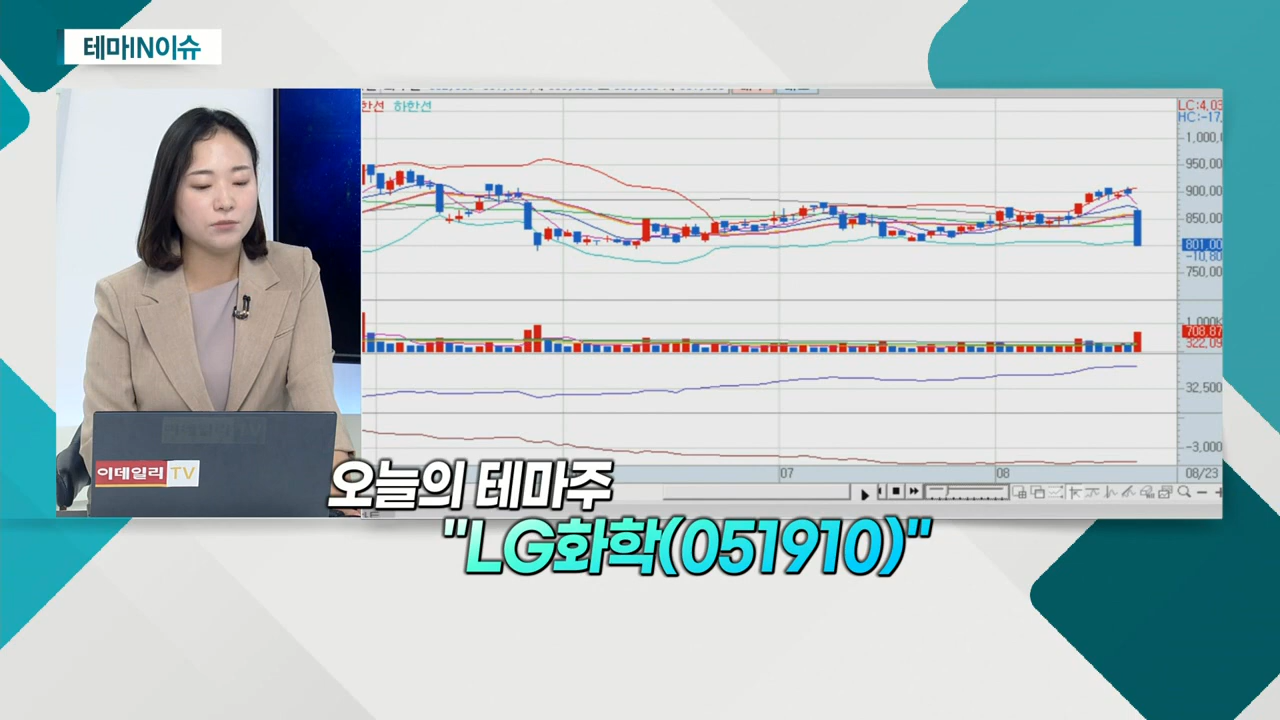 테마IN이슈
한선 하한선
LC:4,03
HC:-17,
1,000,0
950,00
900,00
850,00
801,00
-10,80
750,00
1,000K
708,87
322,09
32,500
-3,000
07
08
08/23
이데일리TV
오늘의 테마주
"LG화학(051910)"